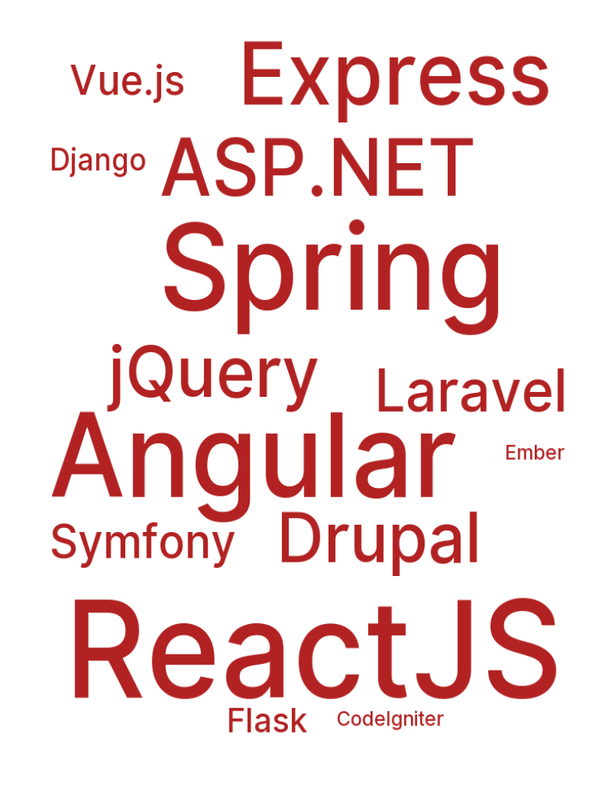 Vue.js
Express
Django
ASP.NET
Spring
jQuery
Laravel
Angular
Ember
Symfony
Drupal
ReactJS
Flask
CodeIgniter